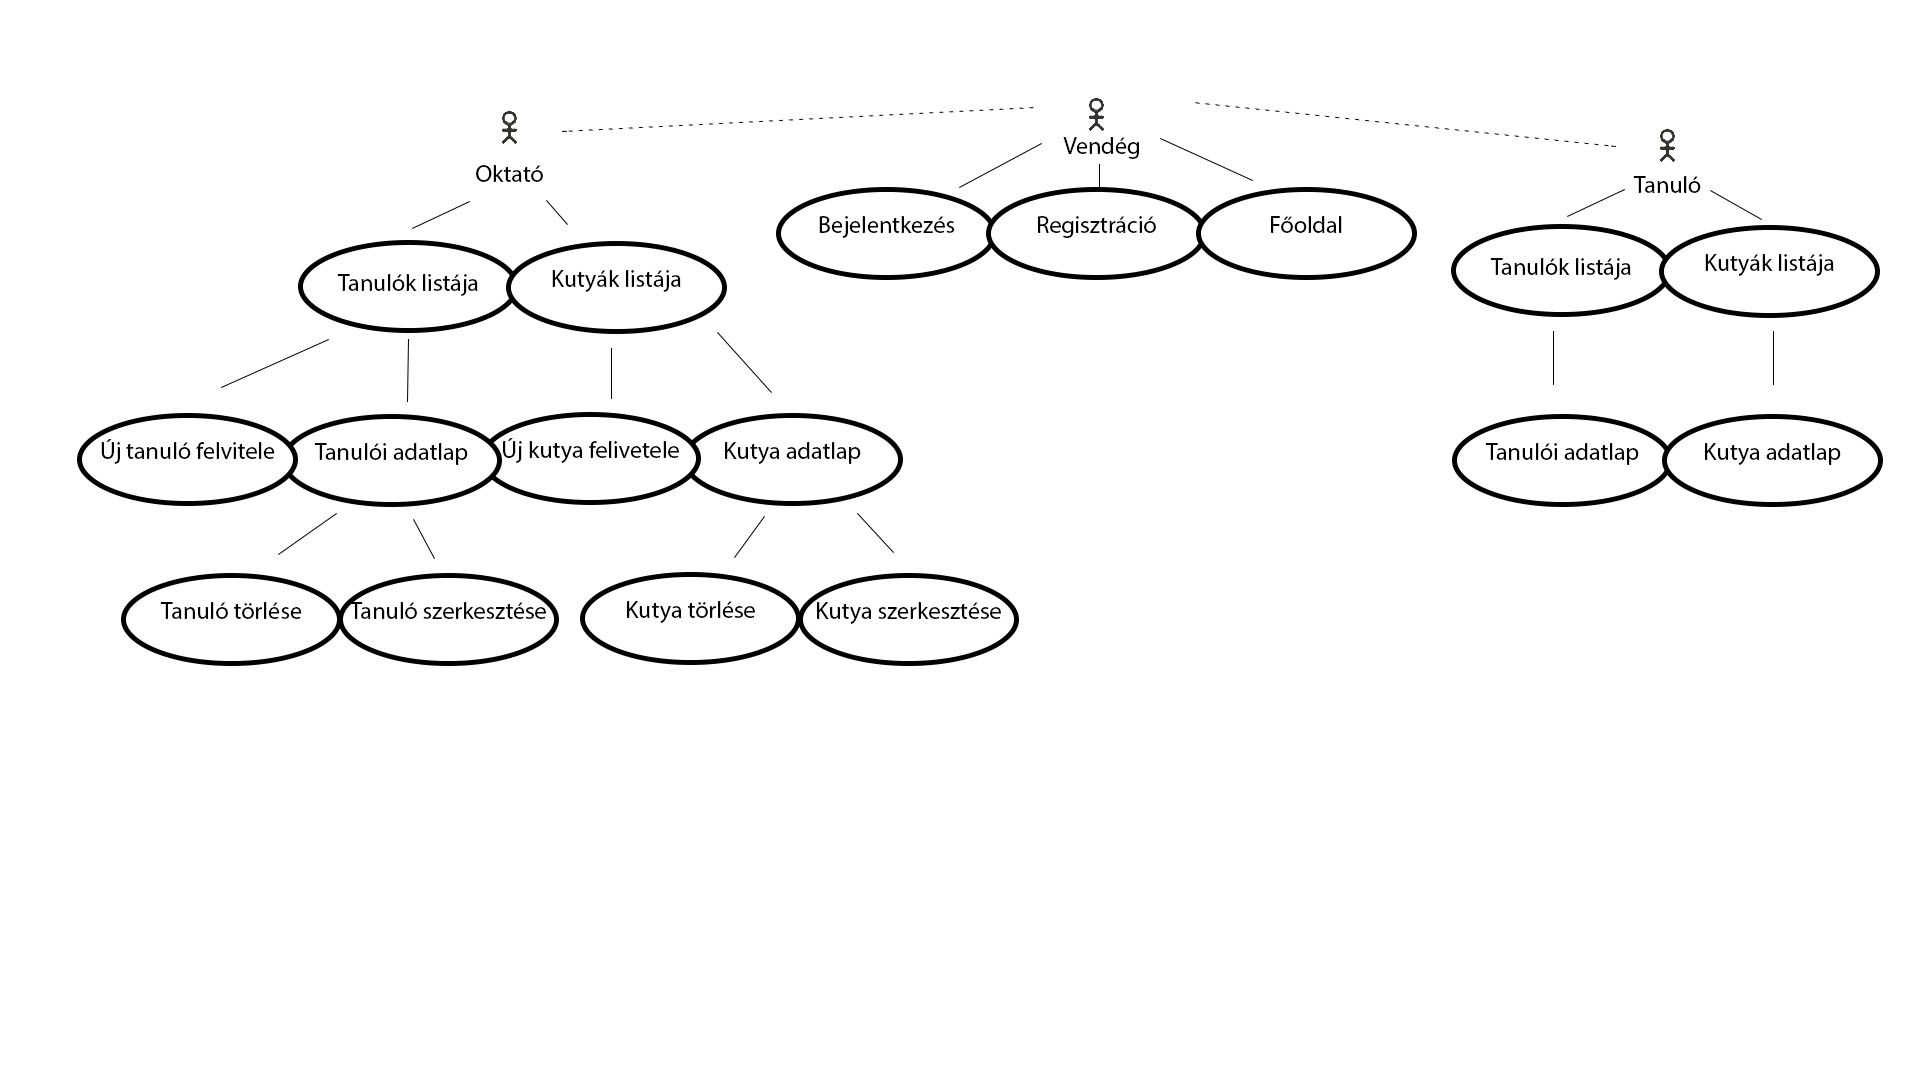 Oktató
Vendég
Tanuló
Tanulók listája
Kutyák listája
Bejelentkezés
Regisztráció
Főoldal
Tanulók listája
Kutyák listája
Új tanuló felvitele
Tanulói adatlap
Új kutya felivetele
Kutya adatlap
Tanulói adatlap
Kutya adatlap
Tanuló törlése
Tanuló szerkesztése
Kutya törlése
Kutya szerkesztése